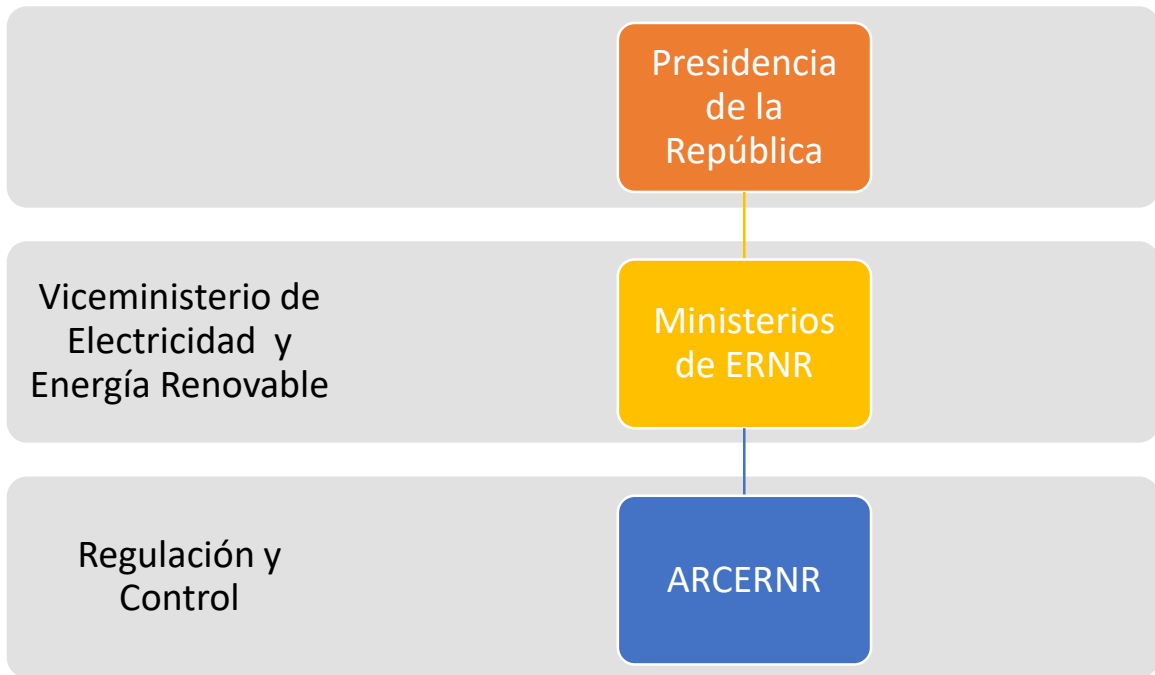 Presidencia
de la
República
Viceministerio de
Electricidad y
Energía Renovable
Ministerios
de ERNR
Regulación y
Control
ARCERNR